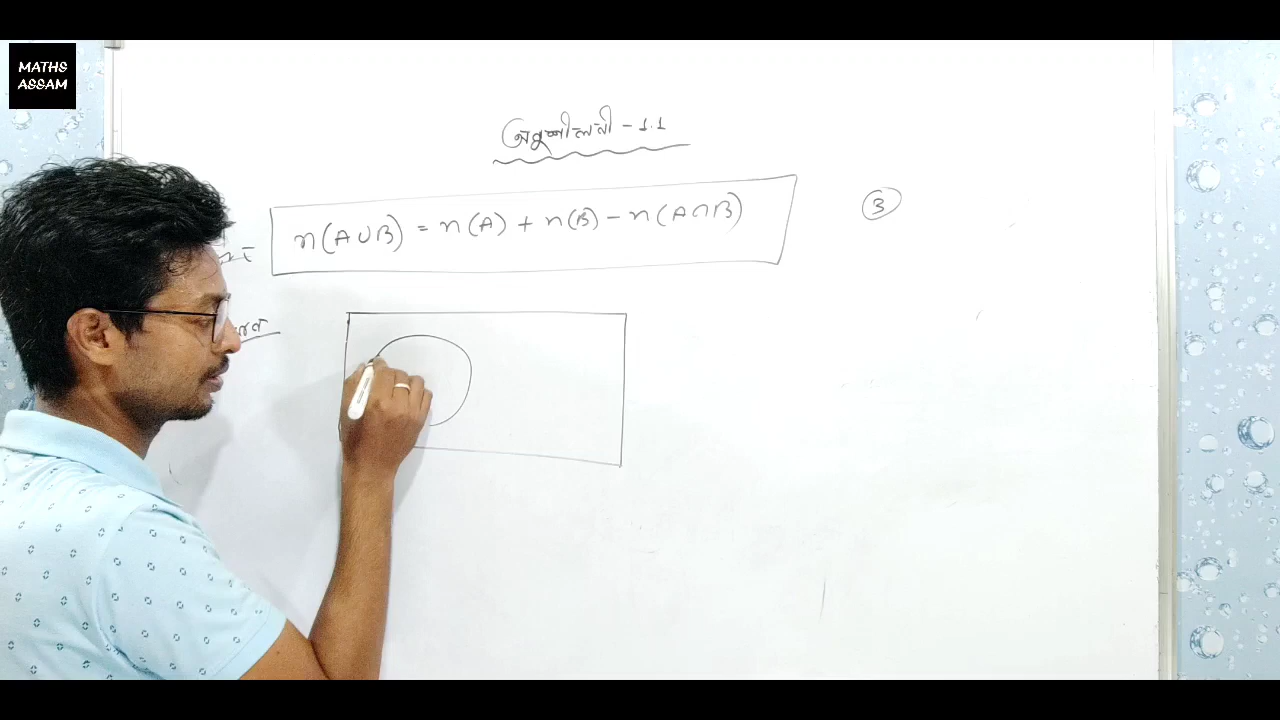 MATHS
ASSAM
অনুশীলনী - 1.1
n(A∪B) = n(A) + n(B) - n(A∩B)
3